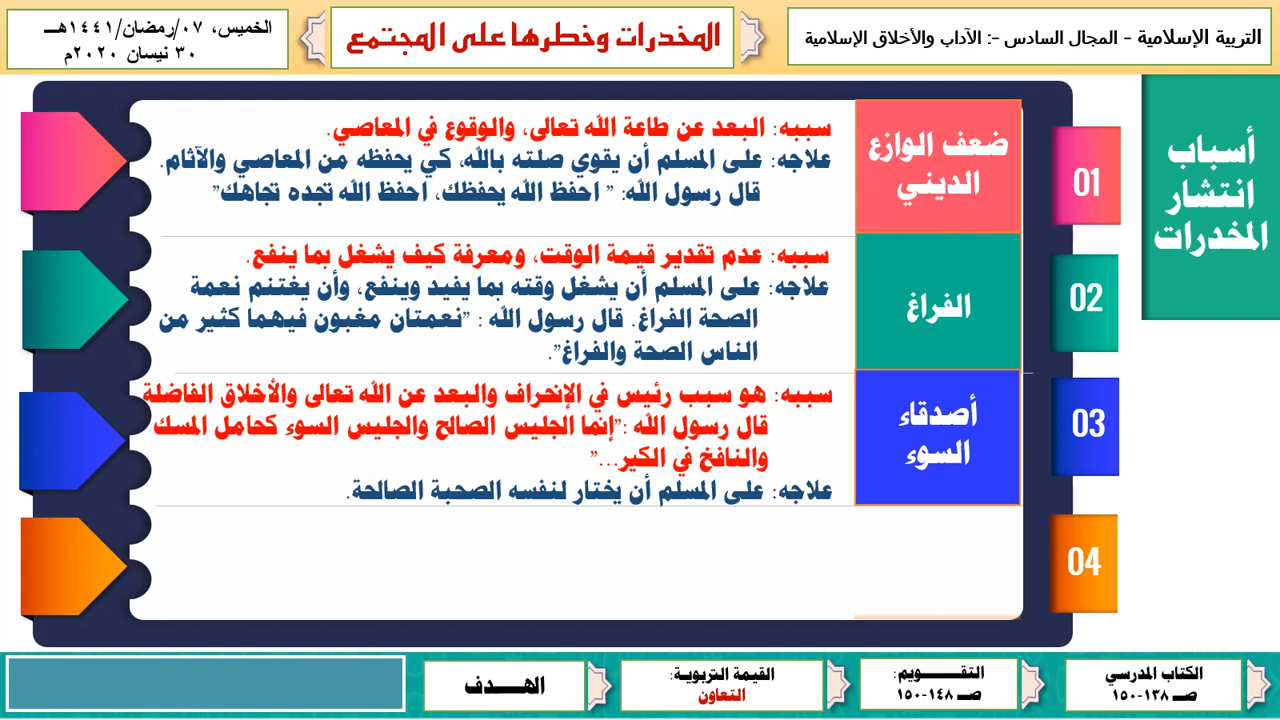 التربية الإسلامية - المجال السادس -: الآداب والأخلاق الإسلامية
المخدرات وخطرها على المجتمع
الخميس، ٠٧/رمضان/١٤٤١هـ
٣٠ نيسان ٢٠٢٠م
أسباب
انتشار
المخدرات
01
ضعف الوازع
الديني
سببه: البعد عن طاعة الله تعالى، والوقوع في المعاصي.
علاجه: على المسلم أن يقوي صلته بالله، كي يحفظه من المعاصي والآثام.
قال رسول الله: " احفظ الله يحفظك، احفظ الله تجده تجاهك"
02
الفراغ
سببه: عدم تقدير قيمة الوقت، ومعرفة كيف يشغل بما ينفع.
علاجه: على المسلم أن يشغل وقته بما يفيد وينفع، وأن يغتنم نعمة
الصحة الفراغ. قال رسول الله : "نعمتان مغبون فيهما كثير من
الناس الصحة والفراغ".
03
أصدقاء
السوء
سببه: هو سبب رئيس في الإنحراف والبعد عن الله تعالى والأخلاق الفاضلة
قال رسول الله :"إنما الجليس الصالح والجليس السوء كحامل المسك
والنافخ في الكير..."
علاجه: على المسلم أن يختار لنفسه الصحبة الصالحة.
04
الكتاب المدرسي
صـ ١٣٨-١٥٠
التقـــــويم:
صـ ١٤٨-١٥٠
القيمة التربوية:
التعاون
الهـــدف